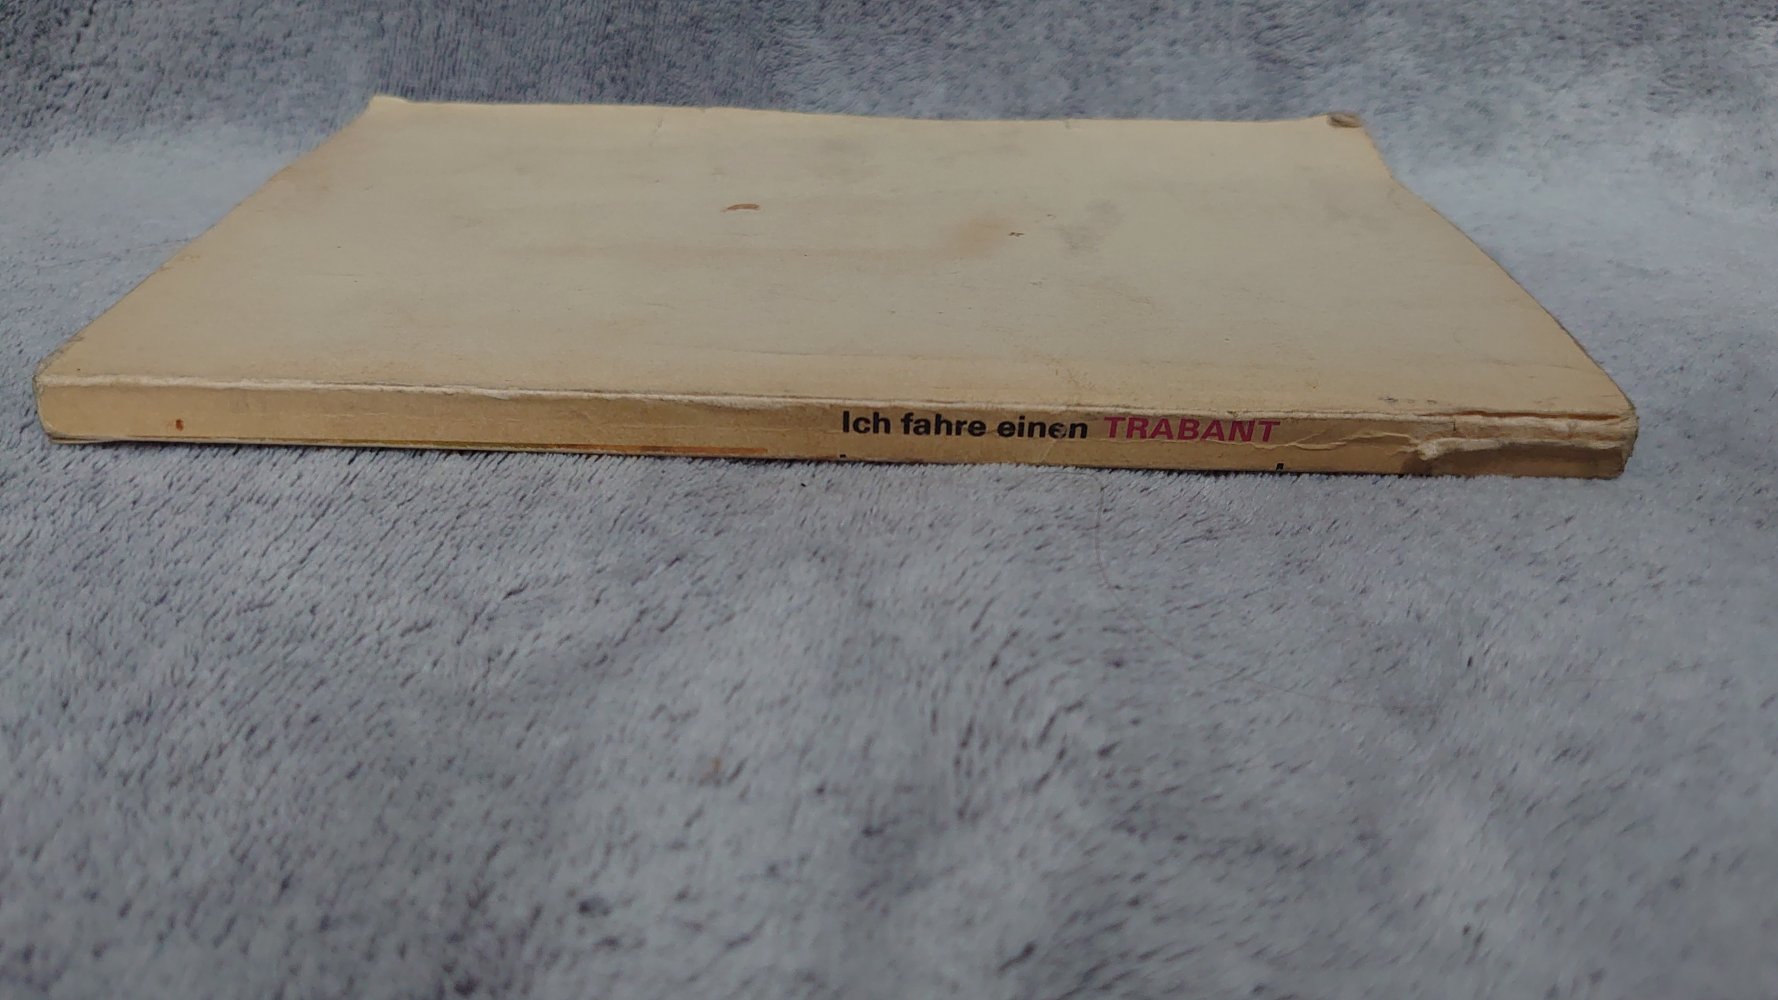 Ich fahre einen TRABANT